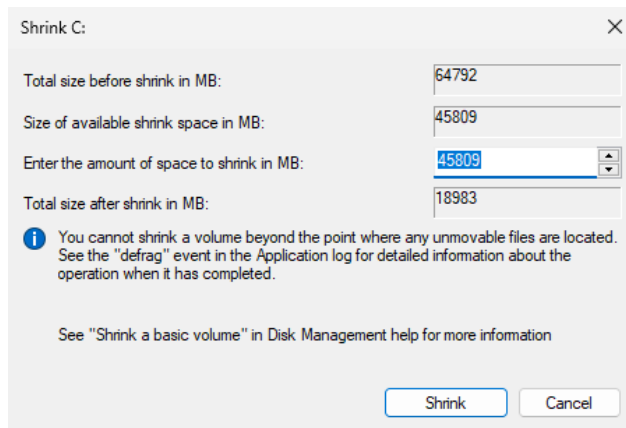 Shrink C:
Total size before shrink in MB: 64792
Size of available shrink space in MB: 45809
Enter the amount of space to shrink in MB: 45809
Total size after shrink in MB: 18983
You cannot shrink a volume beyond the point where any unmovable files are located.
See the "defrag" event in the Application log for detailed information about the
operation when it has completed.
See "Shrink a basic volume" in Disk Management help for more information
Shrink Cancel